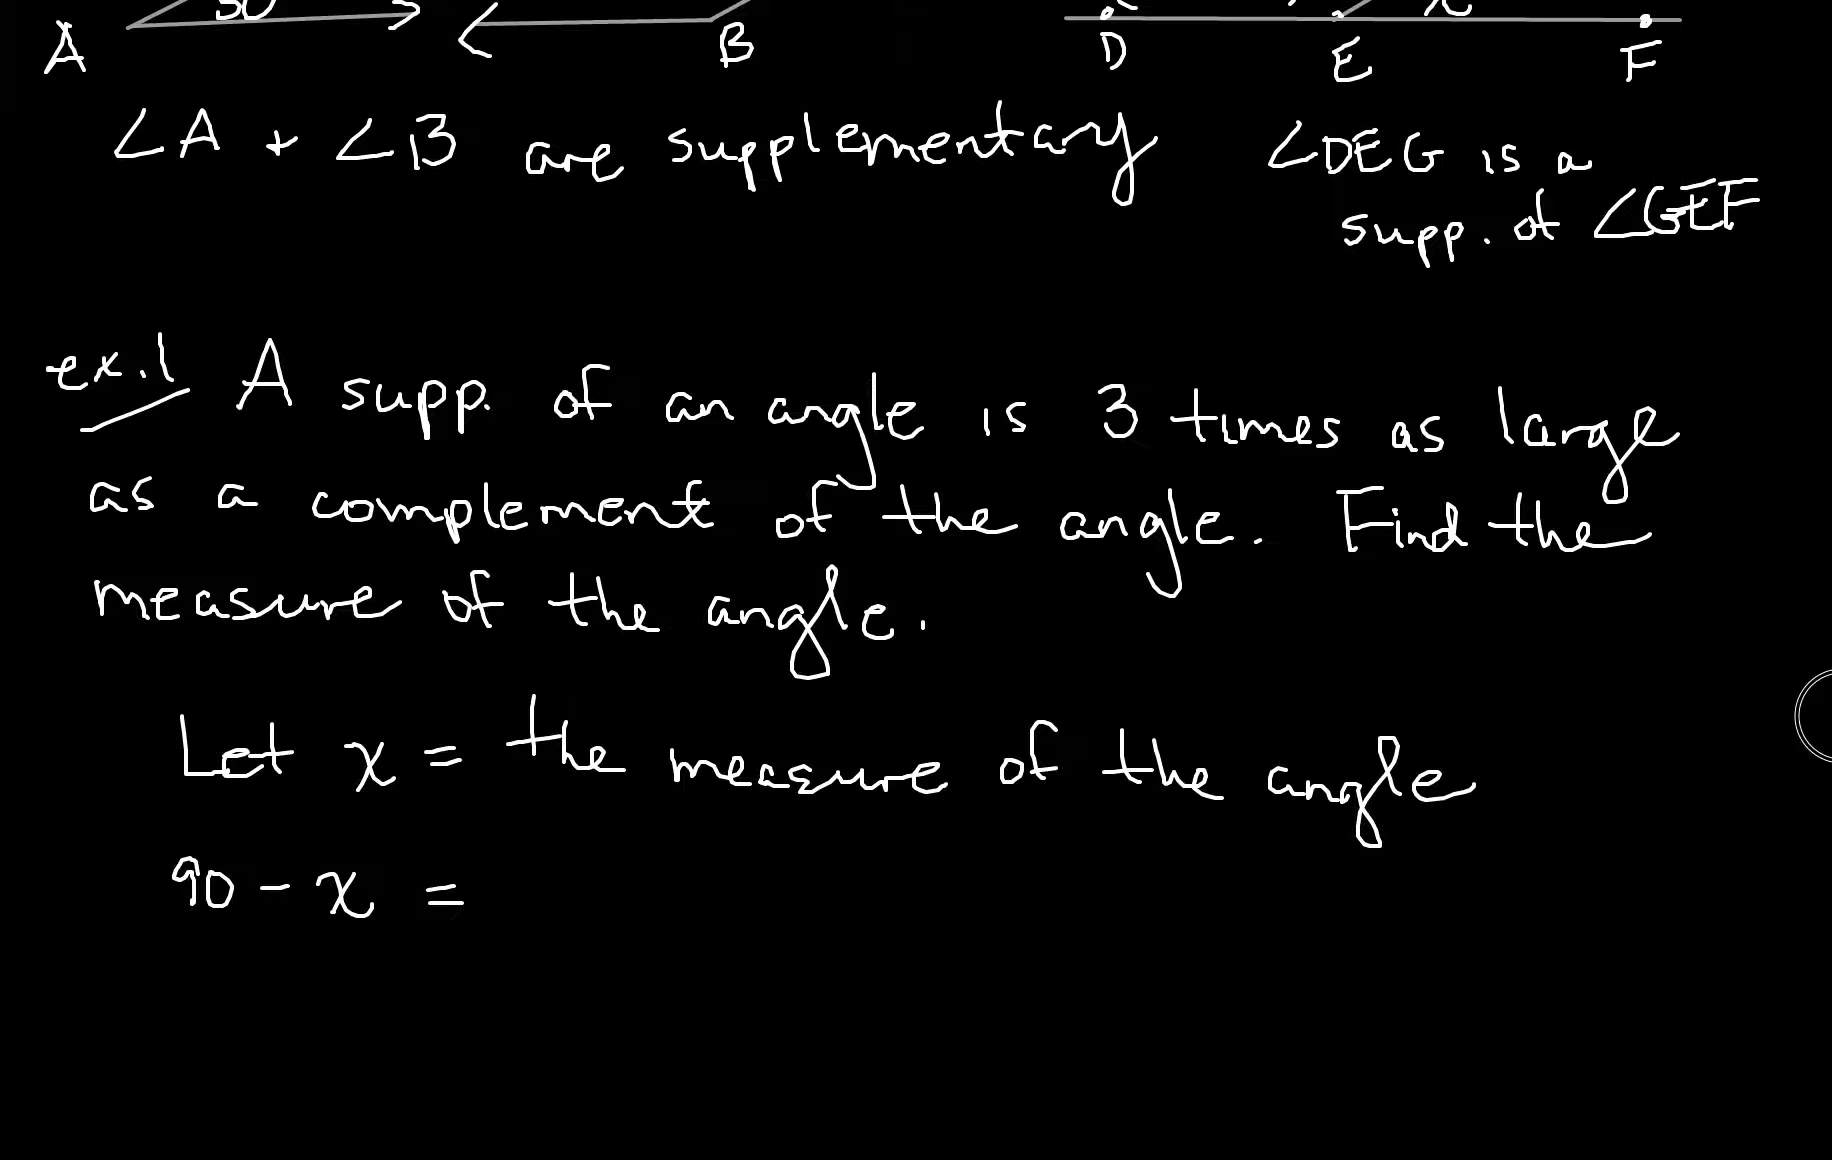 A B D E F
∠A + ∠B are supplementary
∠DEG is a
supp. of ∠GEF
ex.1 A supp. of an angle is 3 times as large
as a complement of the angle. Find the
measure of the angle.
Let x = the measure of the angle
90 - x =